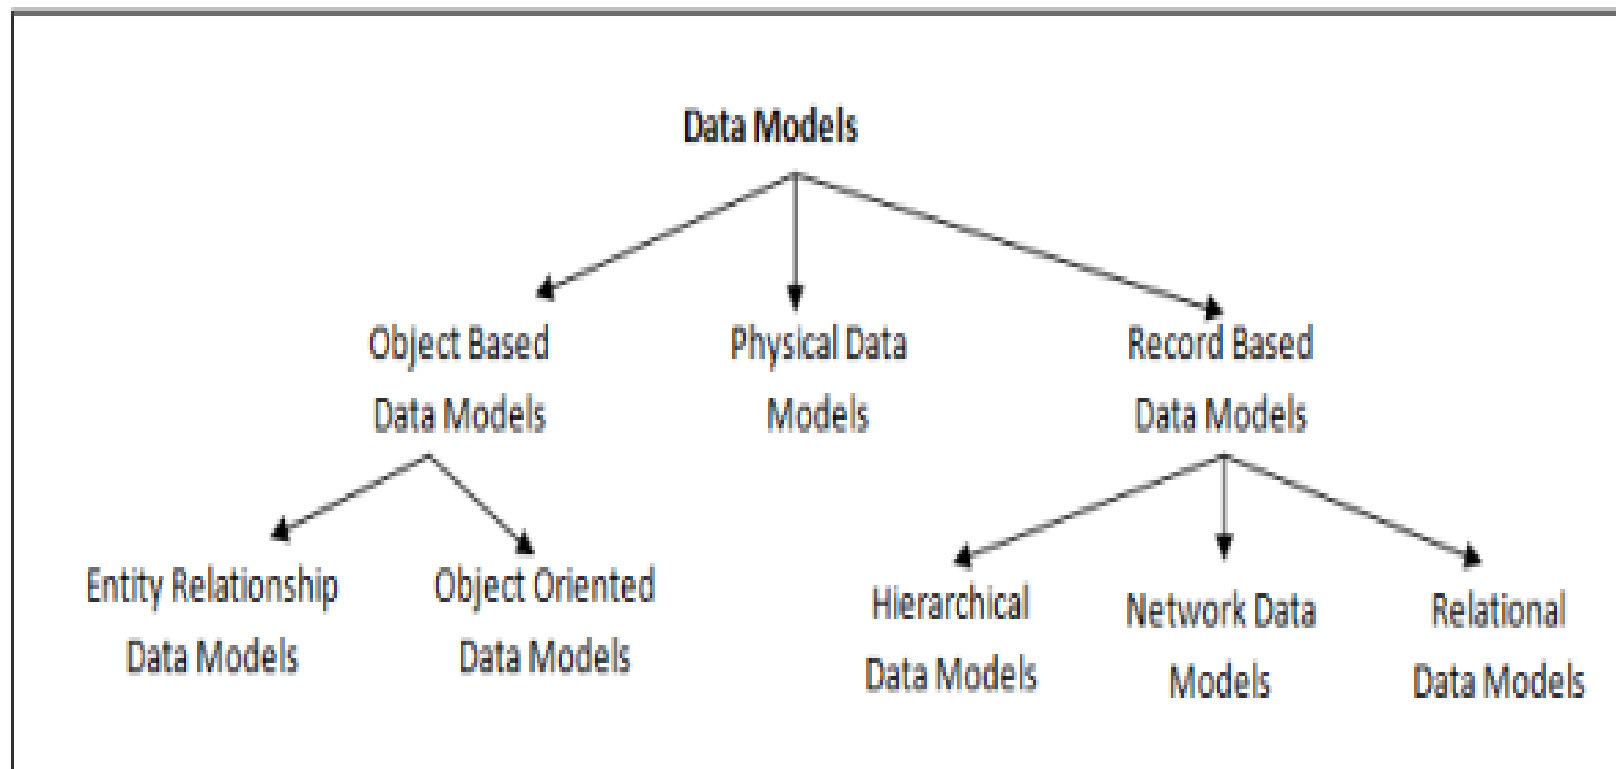 Data Models
Object Based
Data Models
Physical Data
Models
Record Based
Data Models
Entity Relationship
Data Models
Object Oriented
Data Models
Hierarchical
Data Models
Network Data
Models
Relational
Data Models